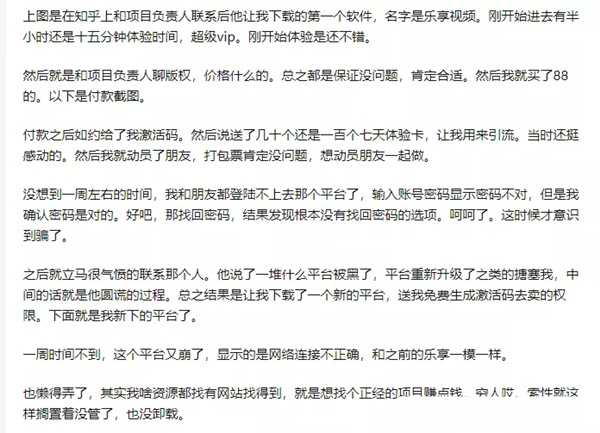 上图是在知乎上和项目负责人联系后他让我下载的第一个软件，名字是乐享视频。刚开始进去有半
小时还是十五分钟体验时间，超级vip。刚开始体验是还不错。
然后就是和项目负责人聊版权，价格什么的。总之都是保证没问题，肯定合适。然后我就买了88
的。以下是付款截图。
付款之后如约给了我激活码。然后说送了几十个还是一百个七天体验卡，让我用来引流。当时还挺
感动的。然后我就动员了朋友，打包票肯定没问题，想动员朋友一起做。
没想到一周左右的时间，我和朋友都登陆不上去那个平台了，输入账号密码显示密码不对，但是我
确认密码是对的。好吧，那找回密码，结果发现根本没有找回密码的选项。呵呵了。这时候才意识
到骗了。
之后就立马很气愤的联系那个人。他说了一堆什么平台被黑了，平台重新升级了之类的搪塞我，中
间的话就是他圆谎的过程。总之结果是让我下载了一个新的平台，送我免费生成激活码去卖的权
限。下面就是我新下的平台了。
一周时间不到，这个平台又崩了，显示的是网络连接不正确，和之前的乐享一模一样。
也懒得弄了，其实我啥资源都找有网站找得到，就是想找个正经的项目赚点钱，穷人哎，索性就这
样搁置着没管了，也没卸载。